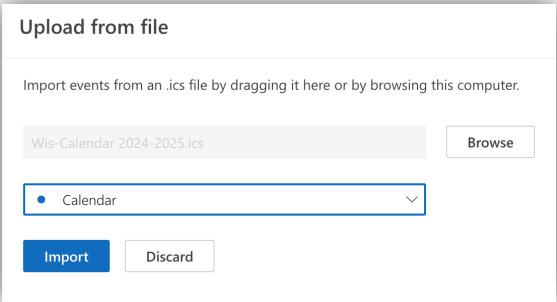 Upload from file
Import events from an .ics file by dragging it here or by browsing this computer.
Wis-Calendar 2024-2025.ics
Browse
Calendar
Import
Discard